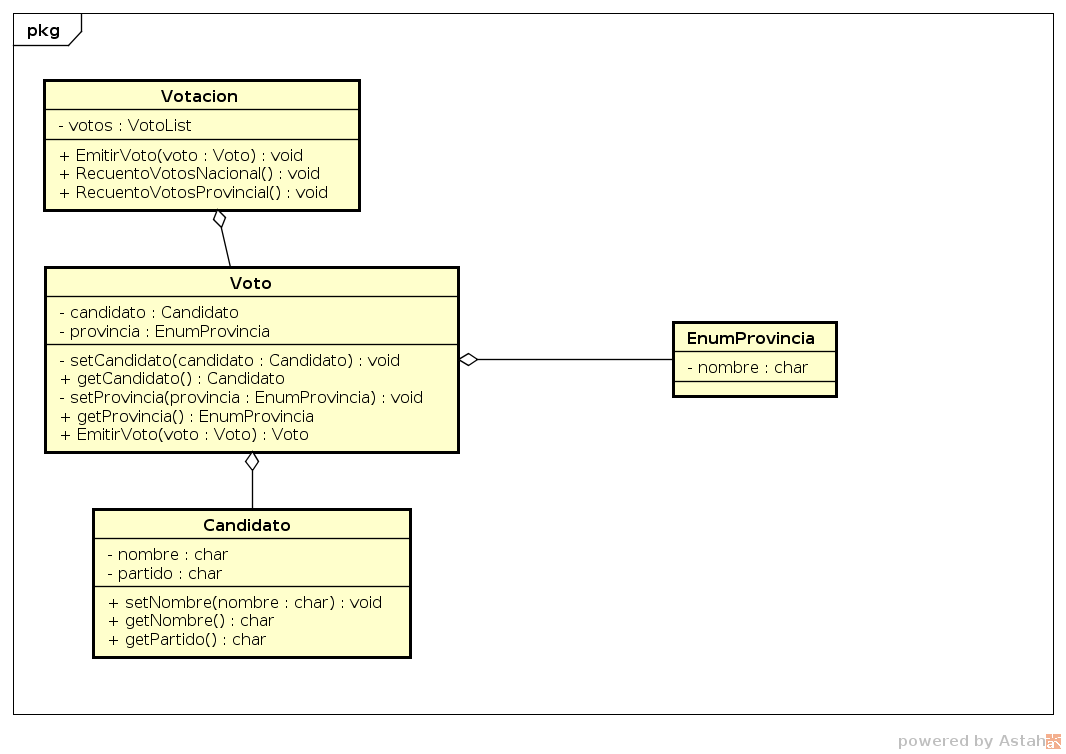 pkg
Votacion
- votos : VotoList
+ EmitirVoto(voto : Voto) : void
+ RecuentoVotosNacional() : void
+ RecuentoVotosProvincial() : void
Voto
- candidato : Candidato
- provincia : EnumProvincia
- setCandidato(candidato : Candidato) : void
+ getCandidato() : Candidato
- setProvincia(provincia : EnumProvincia) : void
+ getProvincia() : EnumProvincia
+ EmitirVoto(voto : Voto) : Voto
EnumProvincia
- nombre : char
Candidato
- nombre : char
- partido : char
+ setNombre(nombre : char) : void
+ getNombre() : char
+ getPartido() : char
powered by Astah